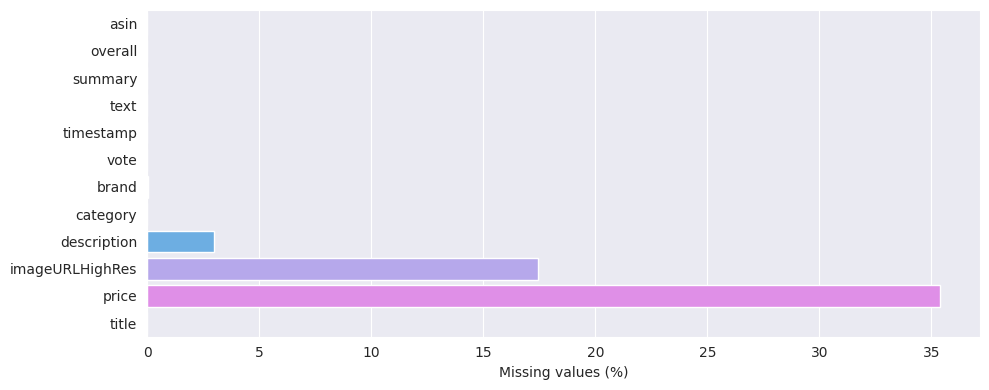 asin
overall
summary
text
timestamp
vote
brand
category
description
imageURLHighRes
price
title
0 5 10 15 20 25 30 35
Missing values (%)